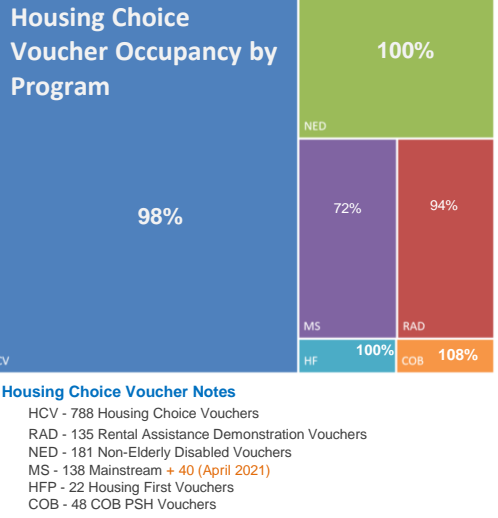 Housing Choice
Voucher Occupancy by
Program
100%
NED
98%
72%
94%
MS
RAD
CV
HF
100%
COB
108%
Housing Choice Voucher Notes
HCV - 788 Housing Choice Vouchers
RAD - 135 Rental Assistance Demonstration Vouchers
NED - 181 Non-Elderly Disabled Vouchers
MS - 138 Mainstream + 40 (April 2021)
HFP - 22 Housing First Vouchers
COB - 48 COB PSH Vouchers